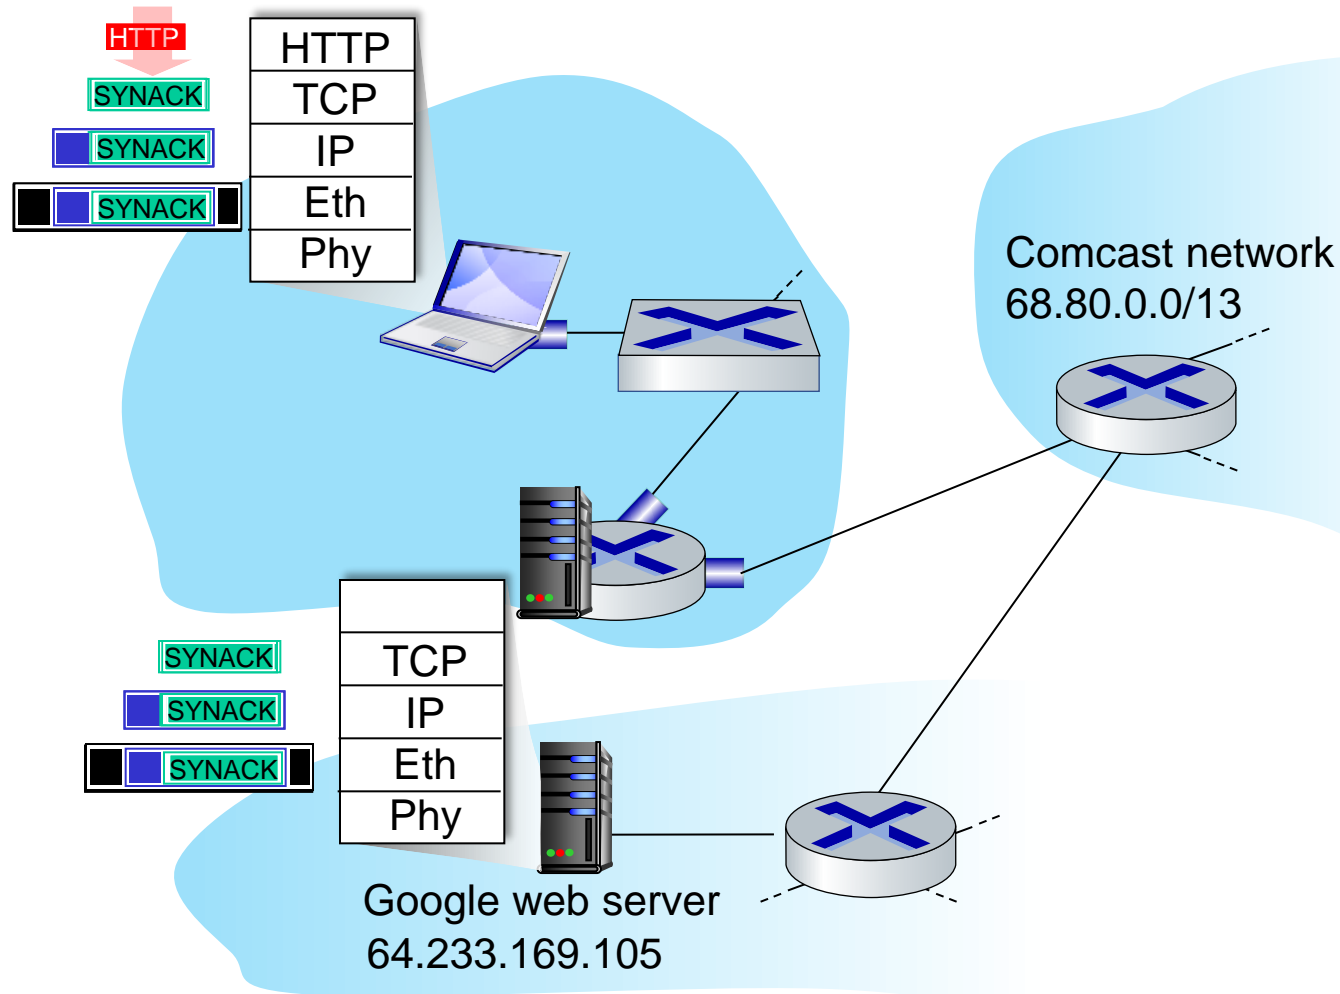 HTTP
SYNACK
SYNACK
SYNACK
HTTP
TCP
IP
Eth
Phy
Comcast network
68.80.0.0/13
SYNACK
SYNACK
SYNACK
TCP
IP
Eth
Phy
Google web server
64.233.169.105